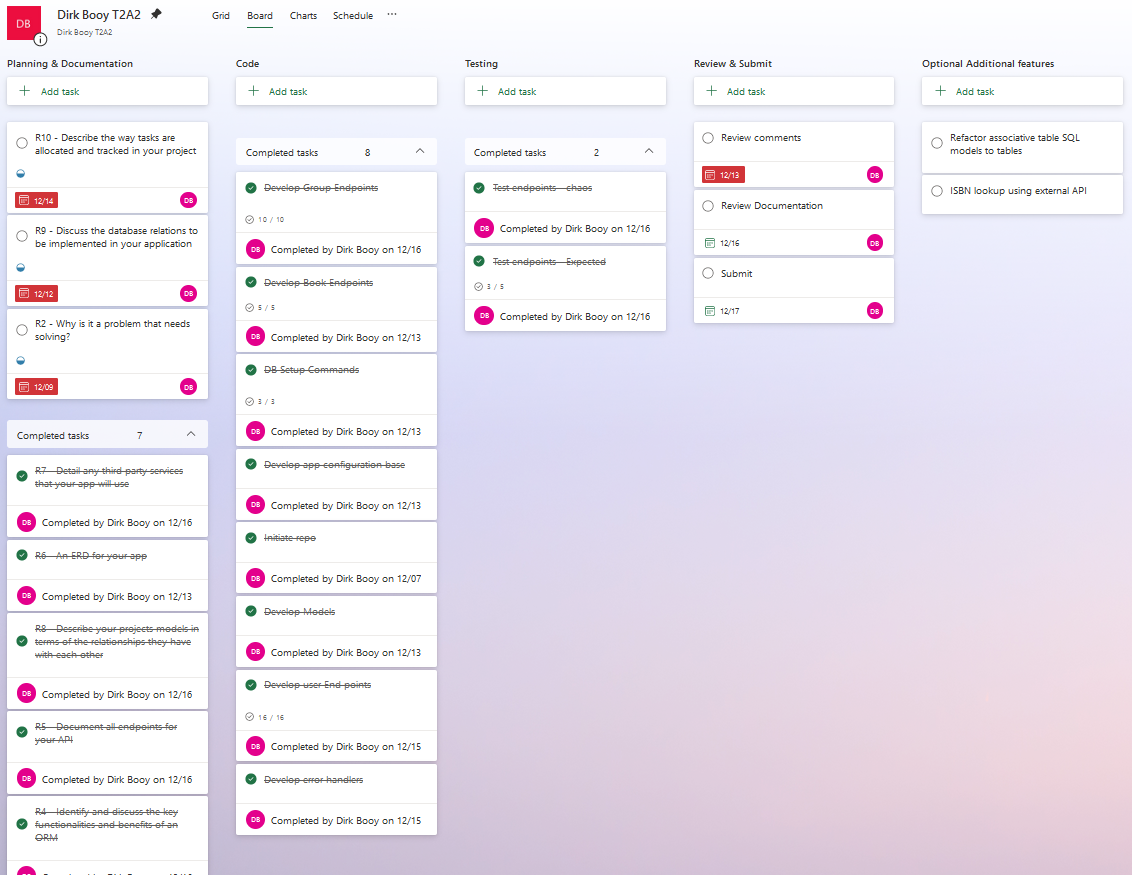 DB
Dirk Booy T2A2
Dirk Booy T2A2
Grid Board Charts Schedule ...
Planning & Documentation
Add task
R10 - Describe the way tasks are
allocated and tracked in your project
12/14 DB
R9 - Discuss the database relations to
be implemented in your application
12/12 DB
R2 - Why is it a problem that needs
solving?
12/09 DB
Completed tasks 7
R7 - Detail any third party services
that your app will use
DB Completed by Dirk Booy on 12/16
R6 - An ERD for your app
DB Completed by Dirk Booy on 12/13
R8 - Describe your projects models in
terms of the relationships they have
with each other
DB Completed by Dirk Booy on 12/16
R5 - Document all endpoints for
your API
DB Completed by Dirk Booy on 12/16
R4 - Identify and discuss the key
functionalities and benefits of an
ORM
Code
Add task
Completed tasks 8
Develop Group Endpoints
10 / 10
DB Completed by Dirk Booy on 12/16
Develop Book Endpoints
5 / 5
DB Completed by Dirk Booy on 12/13
DB Setup Commands
3 / 3
DB Completed by Dirk Booy on 12/13
Develop app configuration base
DB Completed by Dirk Booy on 12/13
Initiate repo
DB Completed by Dirk Booy on 12/07
Develop Models
DB Completed by Dirk Booy on 12/13
Develop user End points
16 / 16
DB Completed by Dirk Booy on 12/15
Develop error handlers
DB Completed by Dirk Booy on 12/15
Testing
Add task
Completed tasks 2
Test endpoints - chaos
DB Completed by Dirk Booy on 12/16
Test endpoints - Expected
3 / 5
DB Completed by Dirk Booy on 12/16
Review & Submit
Add task
Review comments
12/13 DB
Review Documentation
12/16 DB
Submit
12/17 DB
Optional Additional features
Add task
Refactor associative table SQL
models to tables
ISBN lookup using external API